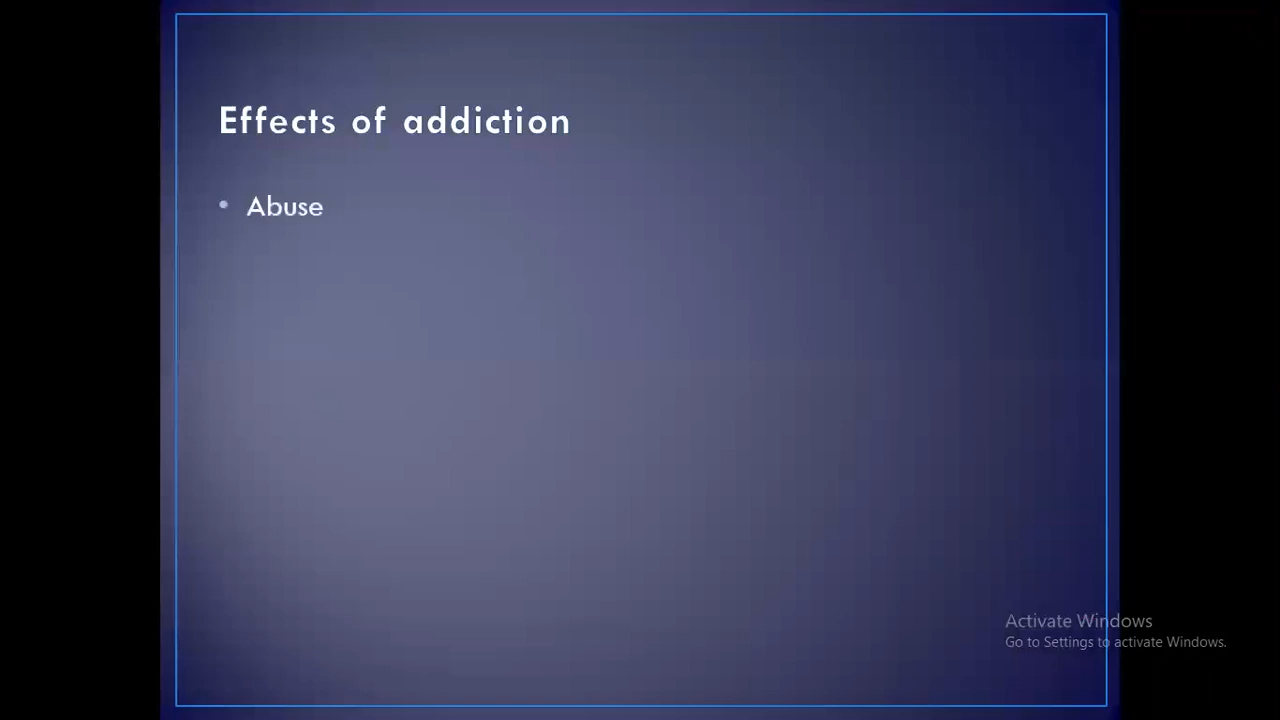 Effects of addiction
• Abuse
Activate Windows
Go to Settings to activate Windows.